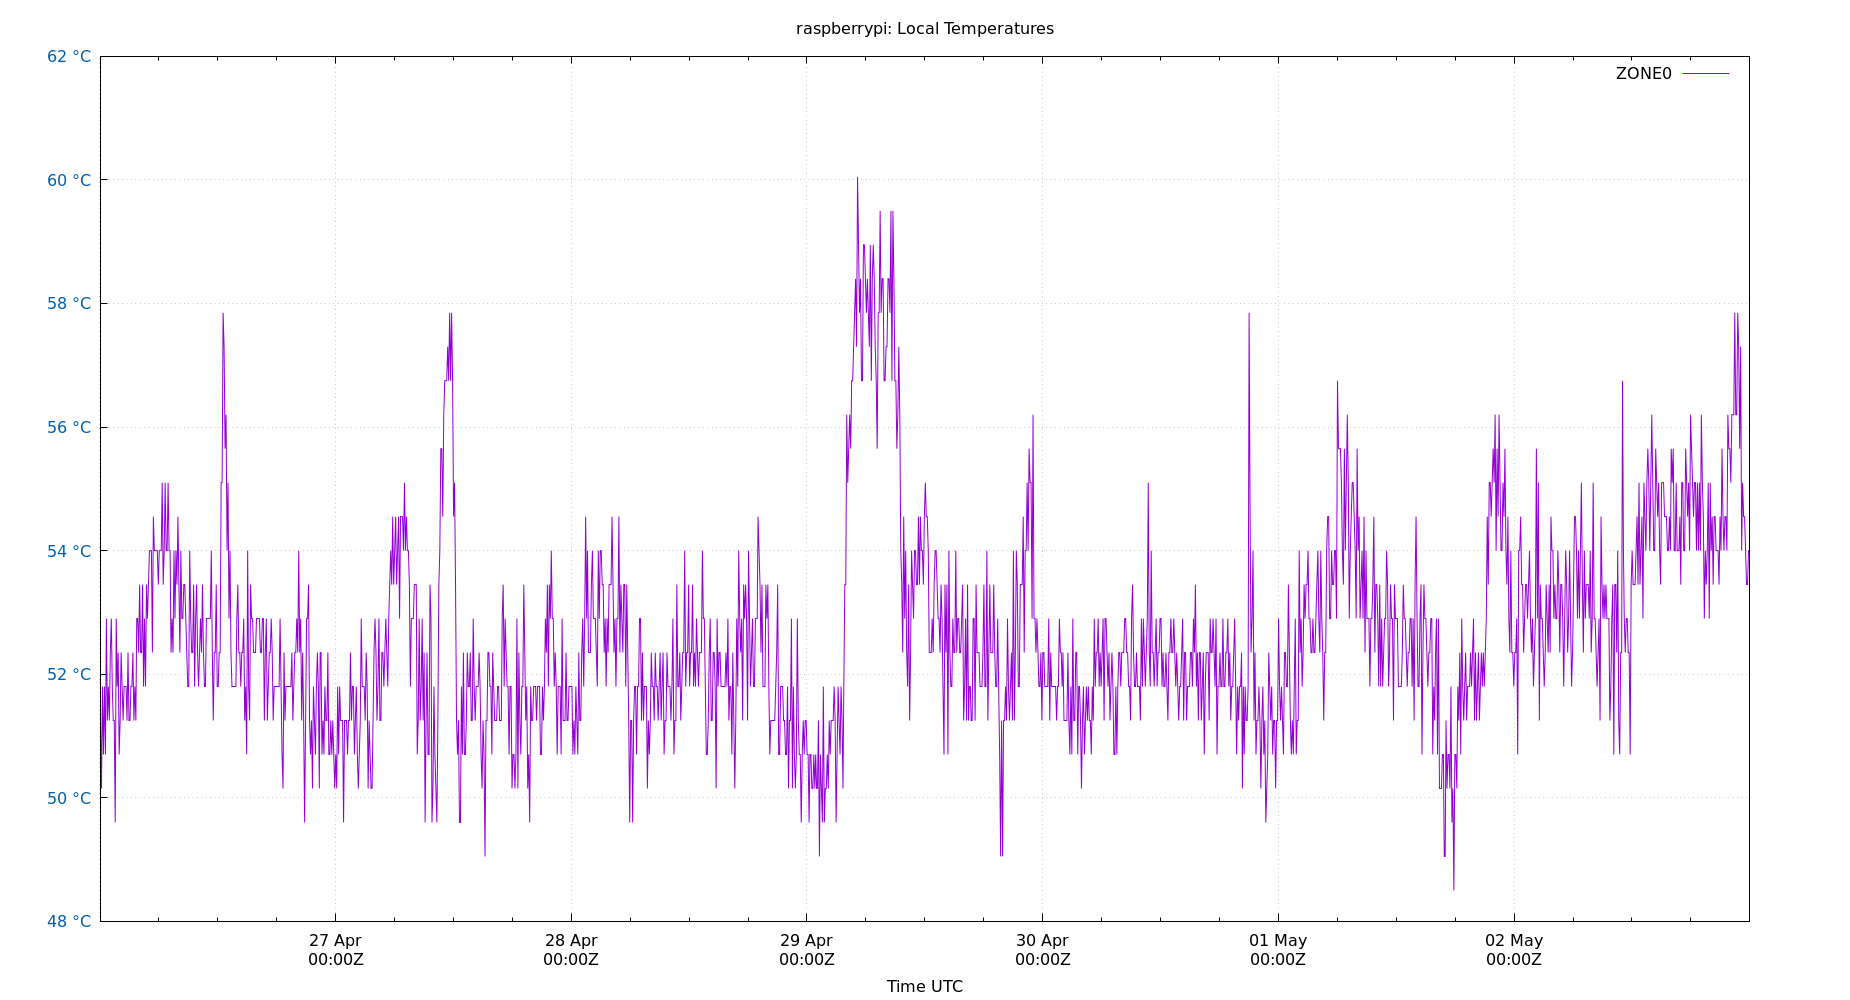 raspberrypi: Local Temperatures
ZONE0
62 °C
60 °C
58 °C
56 °C
54 °C
52 °C
50 °C
48 °C
27 Apr
00:00Z
28 Apr
00:00Z
29 Apr
00:00Z
30 Apr
00:00Z
01 May
00:00Z
02 May
00:00Z
Time UTC